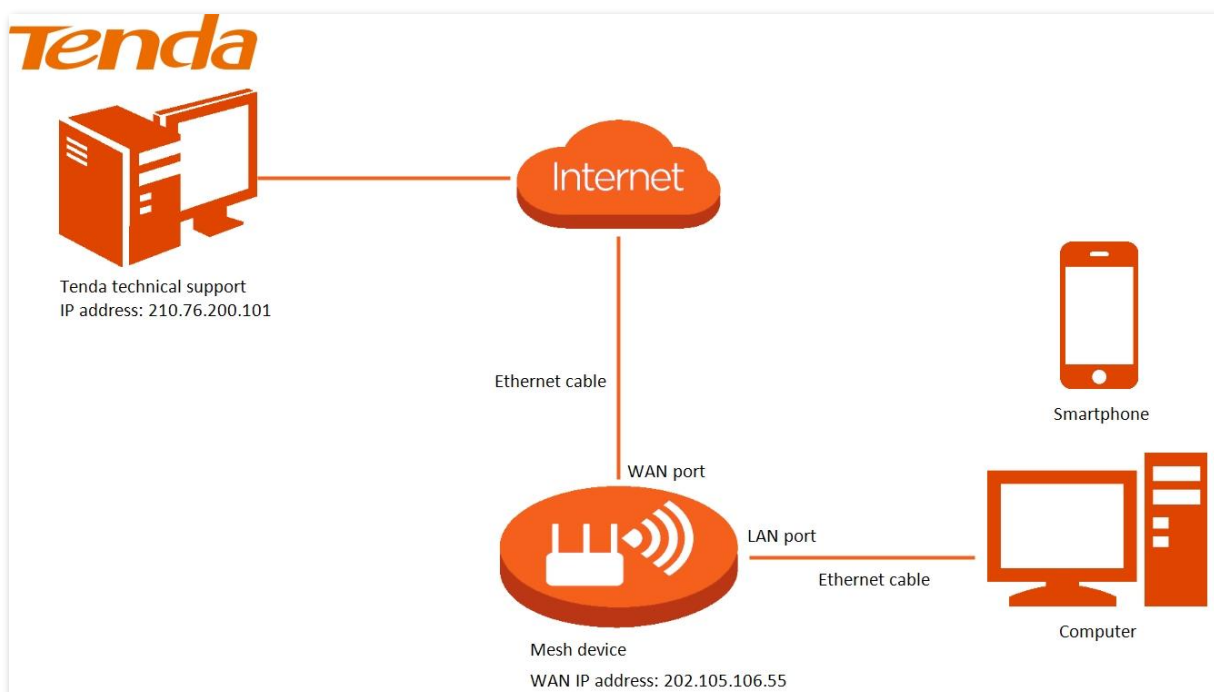 Tenda
Internet
Tenda technical support
IP address: 210.76.200.101
Ethernet cable
Smartphone
WAN port
LAN port
Ethernet cable
Computer
Mesh device
WAN IP address: 202.105.106.55